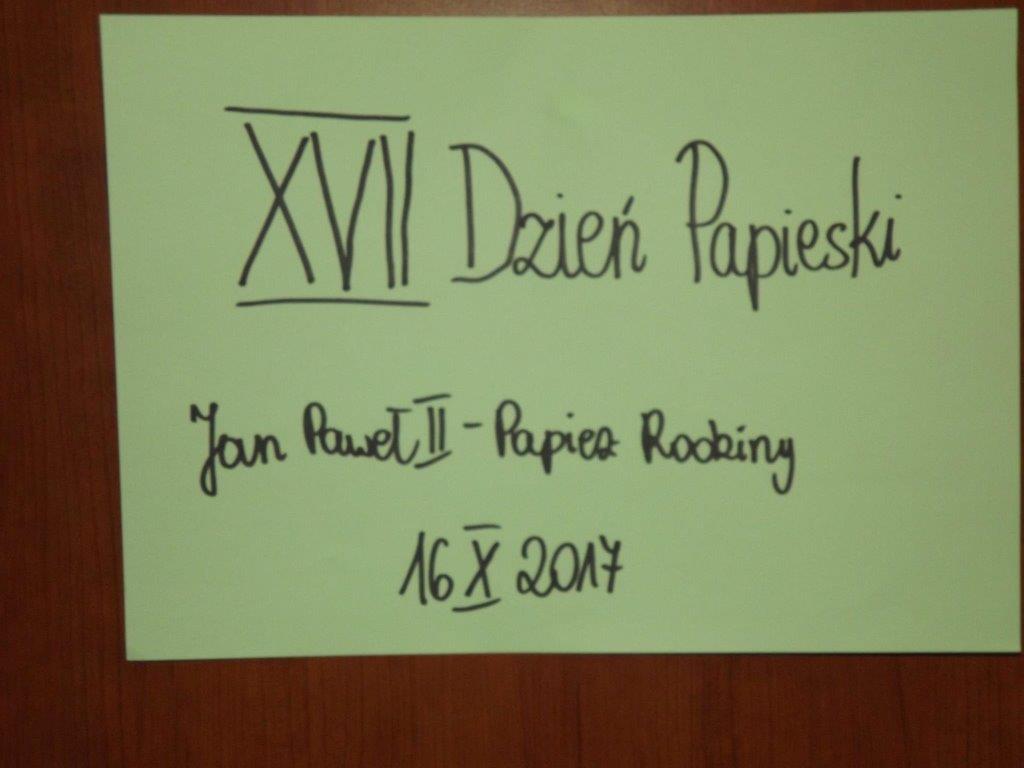 XVII Dzień Papieski
Jan Paweł II - Papież Rodziny
16 X 2017